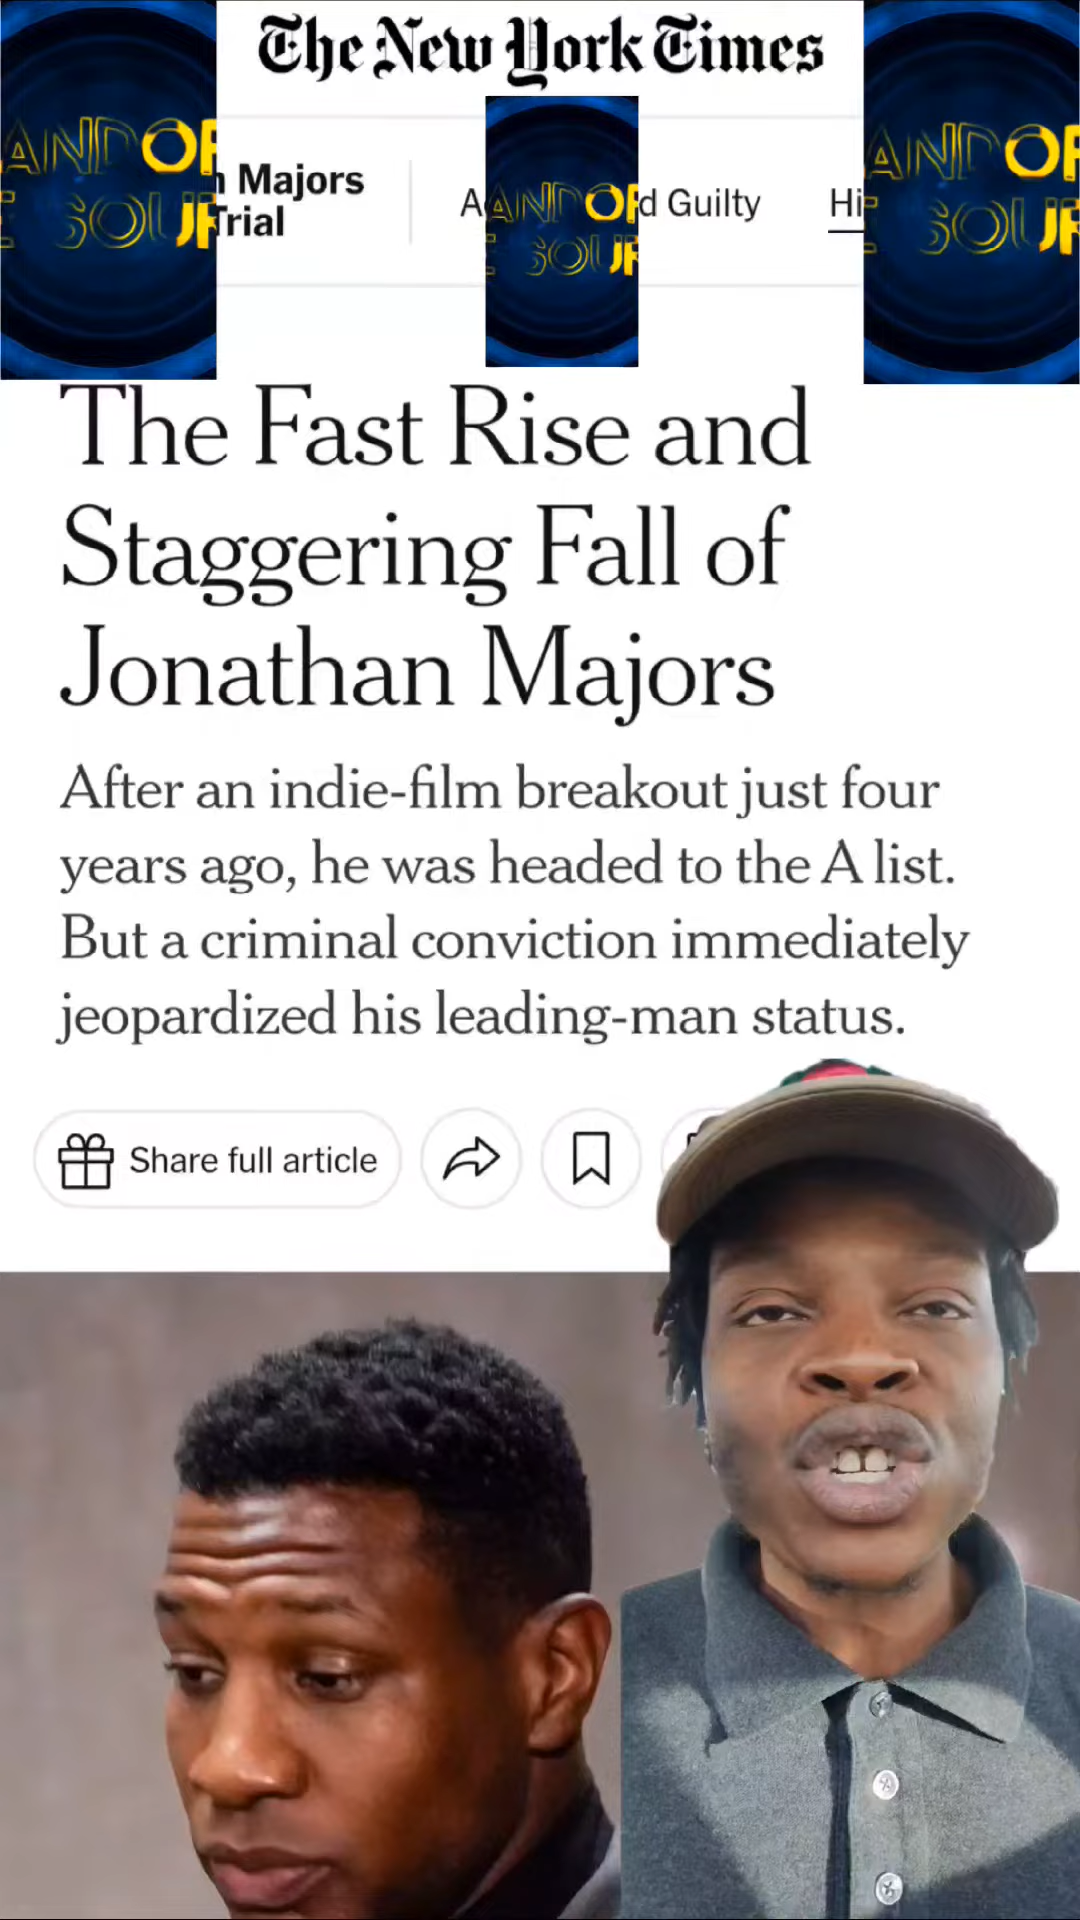 The New York Times
Majors
Trial
Guilty
The Fast Rise and
Staggering Fall of
Jonathan Majors
After an indie-film breakout just four
years ago, he was headed to the A list.
But a criminal conviction immediately
jeopardized his leading-man status.
Share full article